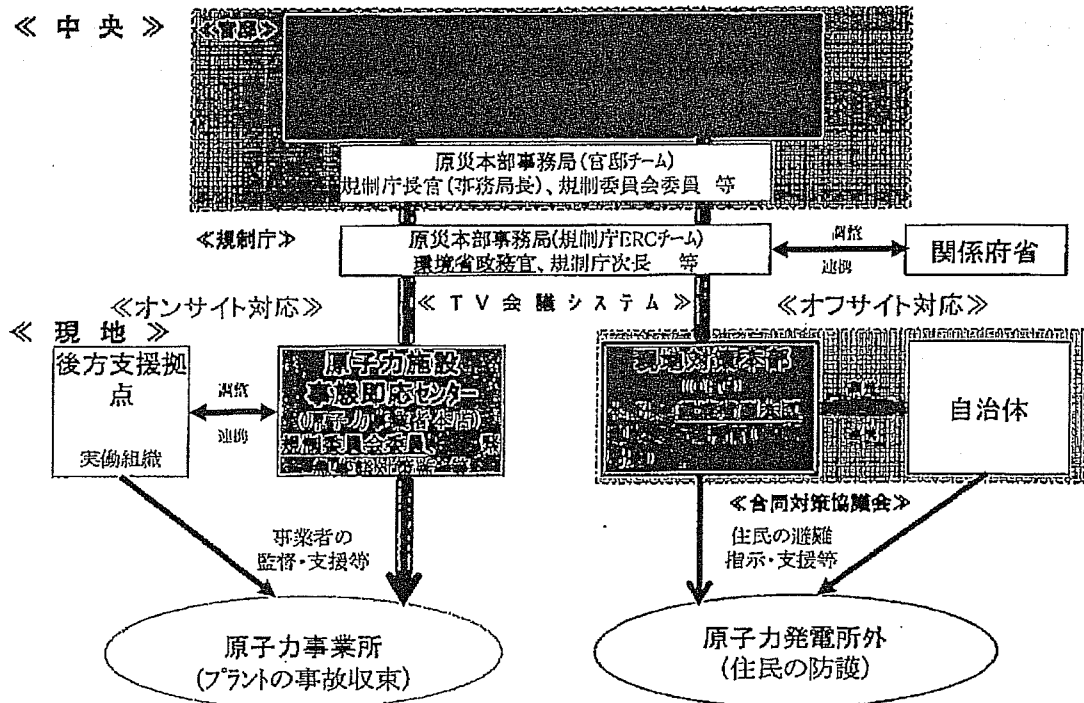 ≪ 中 央 ≫
≪官邸≫
原災本部事務局(官邸チーム)
規制庁長官(事務局長)、規制委員会委員 等
≪規制庁≫
原災本部事務局(規制庁ERCチーム)
環境省政務官、規制庁次長 等
調整
連携
関係府省
≪オンサイト対応≫
≪ＴＶ会議システム≫
≪オフサイト対応≫
≪ 現 地 ≫
後方支援拠
点
実働組織
調整
連携
原子力施設
事態即応センター
(原子力事業者本店)
規制委員会委員、
現地対策本部
自治体
≪合同対策協議会≫
事業者の
監督・支援等
住民の避難
指示・支援等
原子力事業所
(プラントの事故収束)
原子力発電所外
(住民の防護)